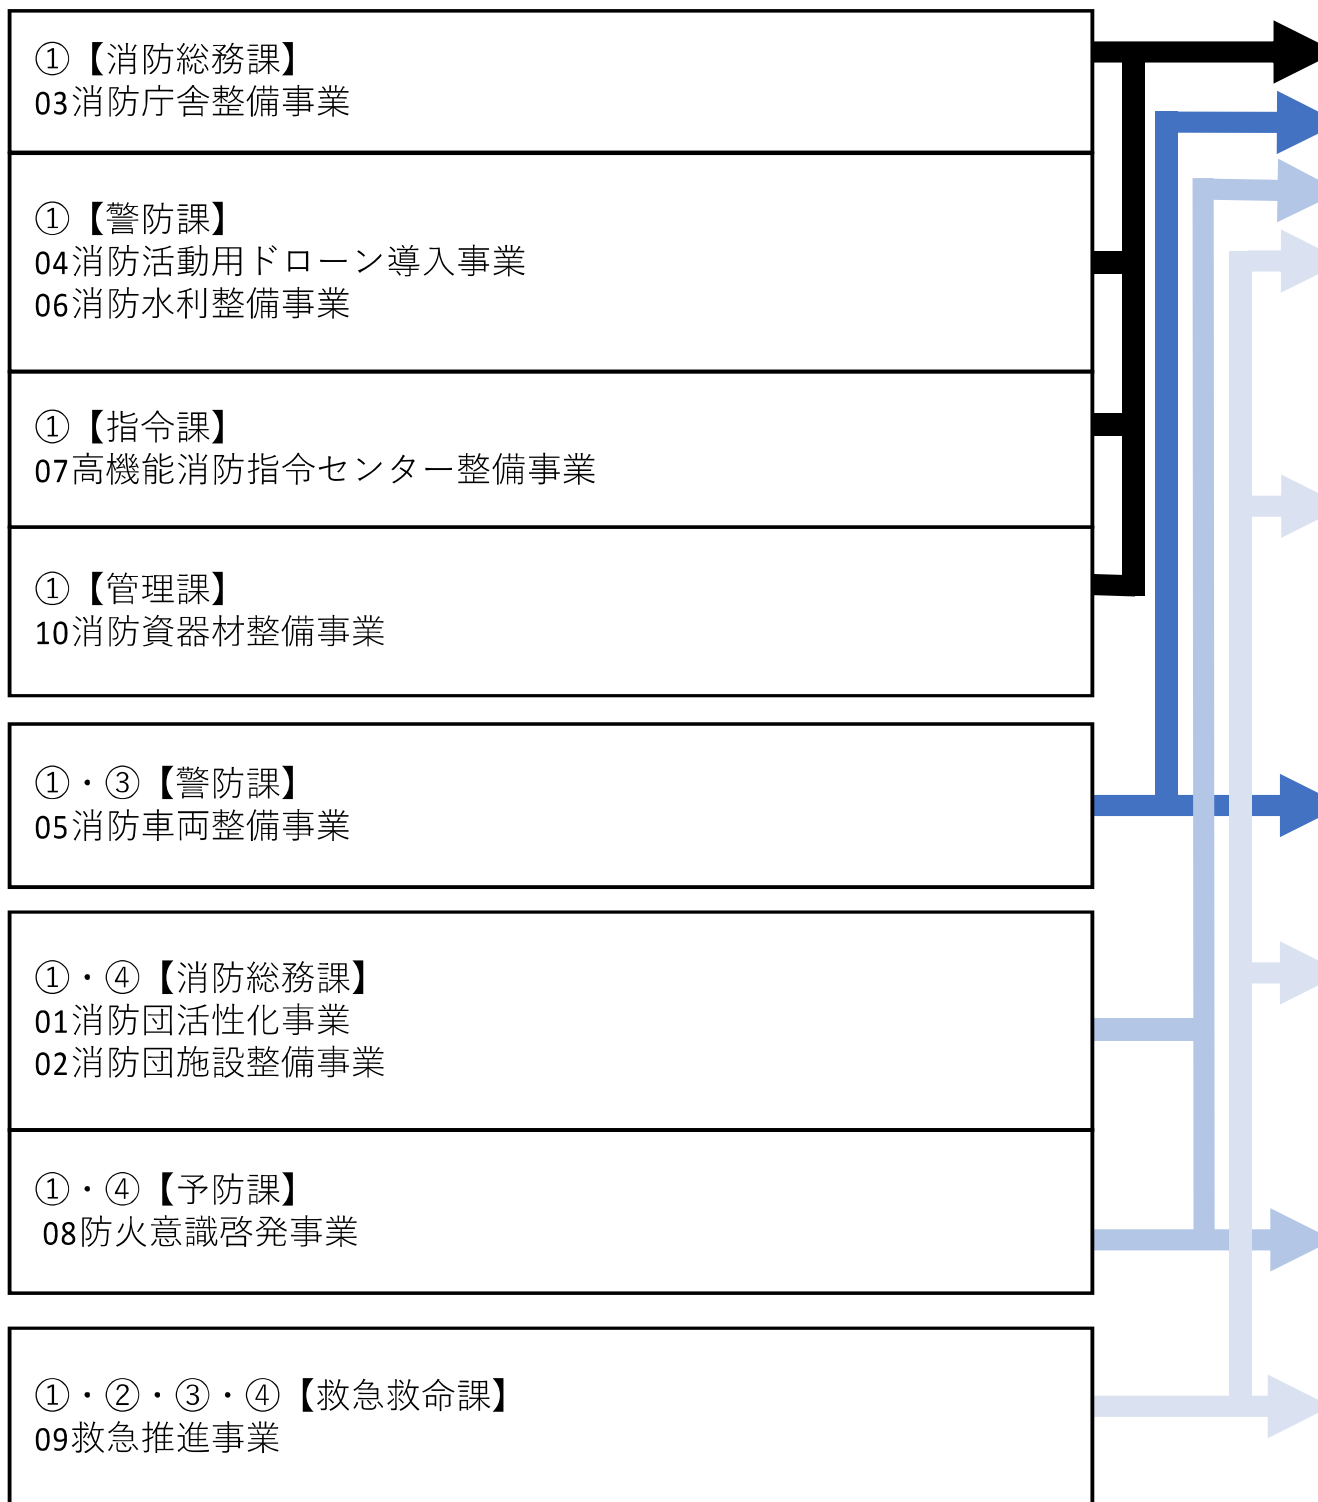 ①【消防総務課】
03消防庁舎整備事業
①【警防課】
04消防活動用ドローン導入事業
06消防水利整備事業
①【指令課】
07高機能消防指令センター整備事業
①【管理課】
10消防資器材整備事業
①・③【警防課】
05消防車両整備事業
①・④【消防総務課】
01消防団活性化事業
02消防団施設整備事業
①・④【予防課】
08防火意識啓発事業
①・②・③・④【救急救命課】
09救急推進事業